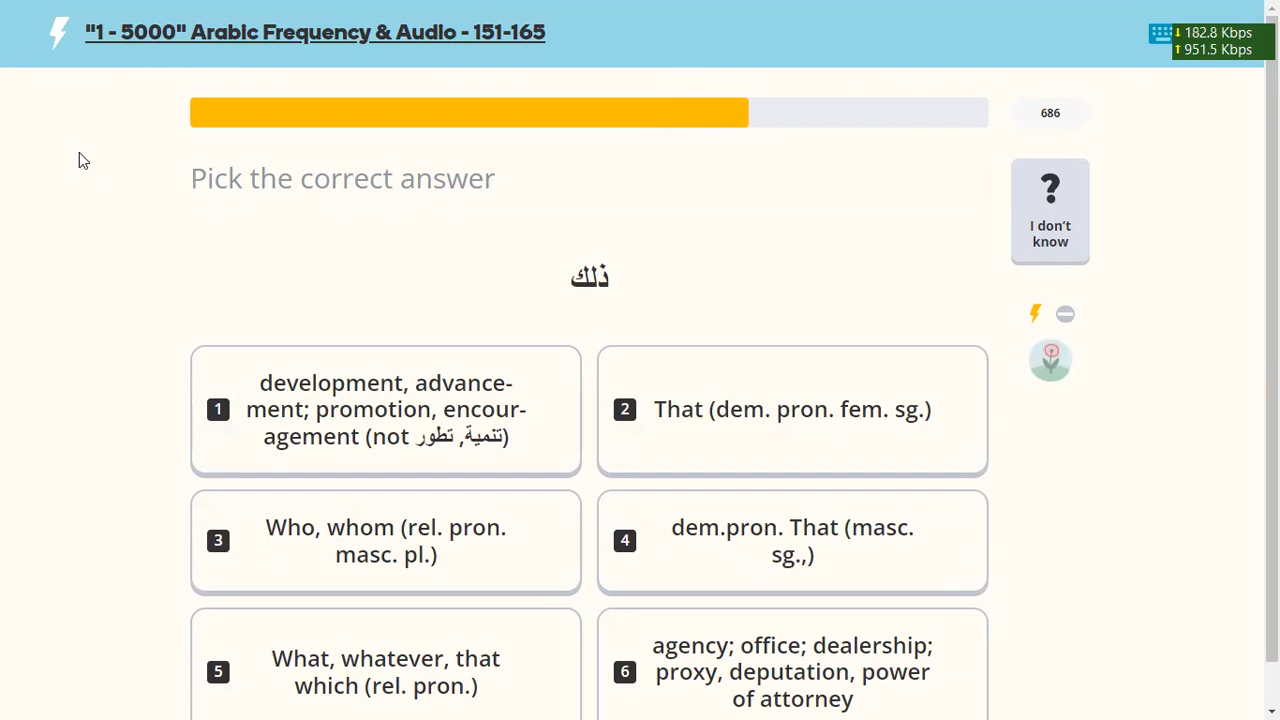 "1 - 5000" Arabic Frequency & Audio - 151-165
↓ 182.8 Kbps
↑ 951.5 Kbps
686
Pick the correct answer
?
I don't
know
ذلك
1
development, advance-
ment; promotion, encour-
agement (not تنمية, تطور)
2
That (dem. pron. fem. sg.)
3
Who, whom (rel. pron.
masc. pl.)
4
dem.pron. That (masc.
sg.,)
5
What, whatever, that
which (rel. pron.)
6
agency; office; dealership;
proxy, deputation, power
of attorney